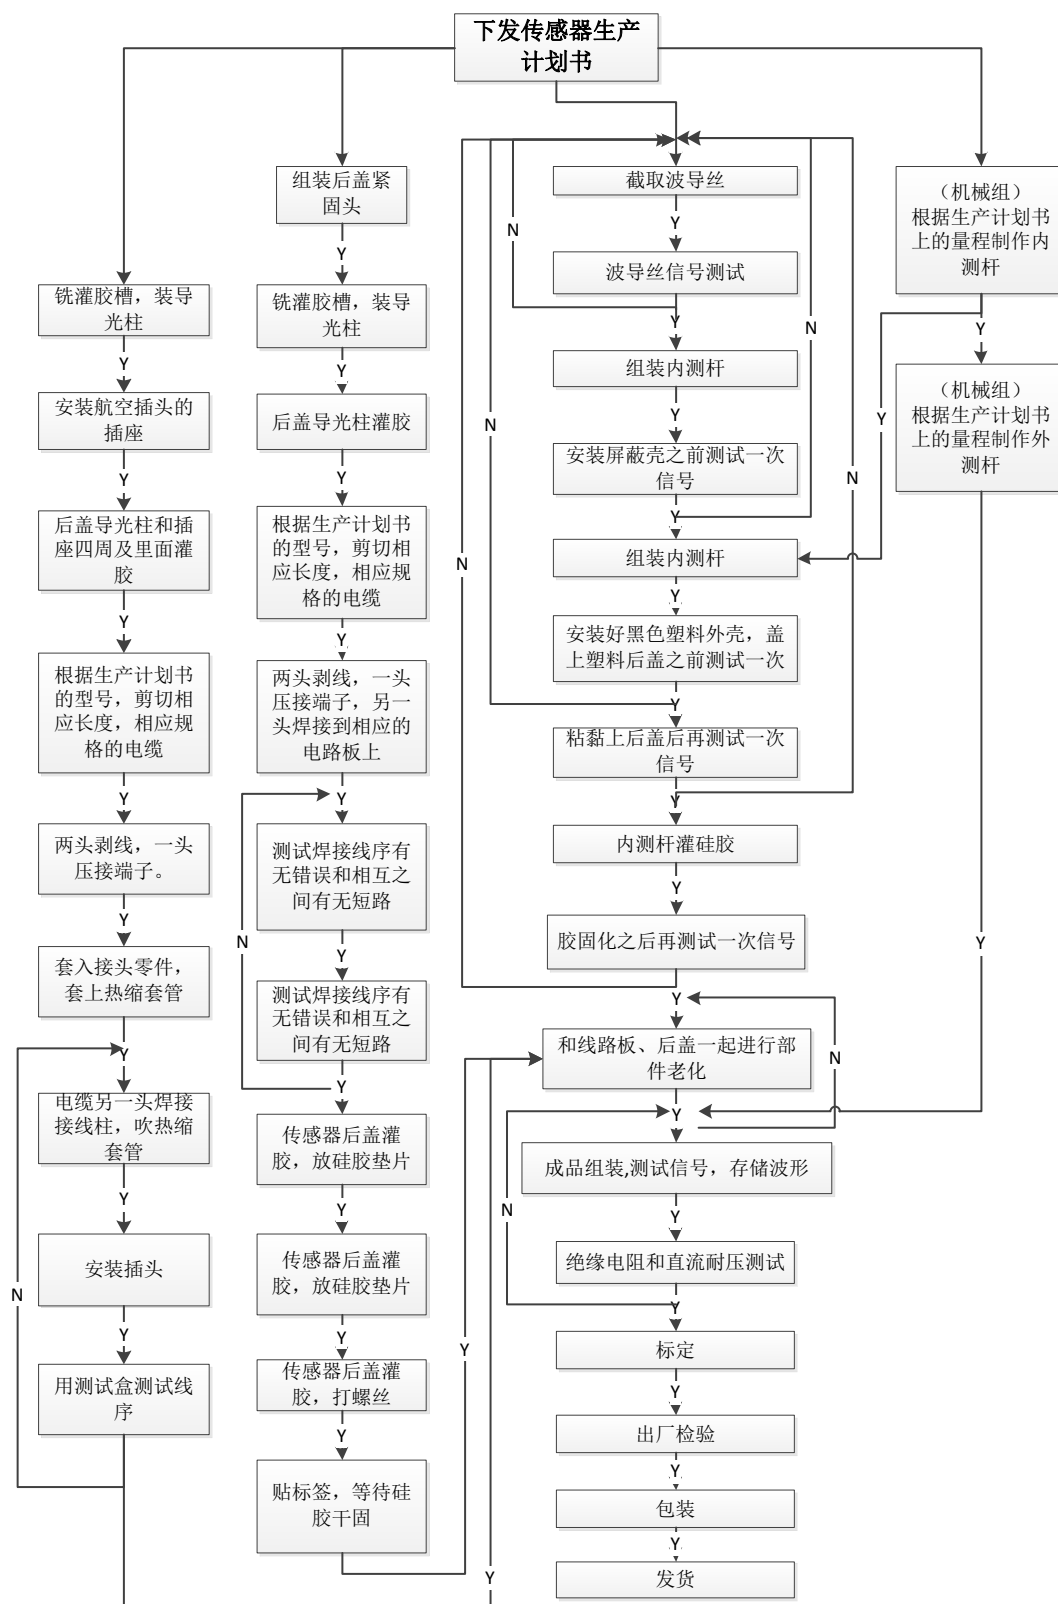 下发传感器生产
计划书
铣灌胶槽，装导
光柱
Y
安装航空插头的
插座
Y
后盖导光柱和插
座四周及里面灌
胶
Y
根据生产计划书
的型号，剪切相
应长度，相应规
格的电缆
Y
两头剥线，一头
压接端子。
Y
套入接头零件，
套上热缩套管
Y
电缆另一头焊接
接线柱，吹热缩
套管
Y
安装插头
N
Y
用测试盒测试线
序
组装后盖紧
固头
Y
铣灌胶槽，装导
光柱
Y
后盖导光柱灌胶
Y
根据生产计划书
的型号，剪切相
应长度，相应规
格的电缆
Y
两头剥线，一头
压接端子，另一
头焊接到相应的
电路板上
Y
测试焊接线序有
无错误和相互之
间有无短路
N
Y
测试焊接线序有
无错误和相互之
间有无短路
Y
传感器后盖灌
胶，放硅胶垫片
Y
传感器后盖灌
胶，放硅胶垫片
Y
传感器后盖灌
胶，打螺丝
Y
贴标签，等待硅
胶干固
Y
Y
截取波导丝
Y
N
波导丝信号测试
Y
N
组装内测杆
Y
N
安装屏蔽壳之前测试一次
信号
Y
N
组装内测杆
N
Y
安装好黑色塑料外壳，盖
上塑料后盖之前测试一次
Y
粘黏上后盖后再测试一次
信号
Y
内测杆灌硅胶
Y
胶固化之后再测试一次信号
Y
和线路板、后盖一起进行部
件老化
N
Y
成品组装,测试信号，存储波形
N
Y
绝缘电阻和直流耐压测试
Y
标定
Y
出厂检验
Y
包装
Y
发货
（机械组）
根据生产计划书
上的量程制作内
测杆
Y
Y
（机械组）
根据生产计划书
上的量程制作外
测杆
Y